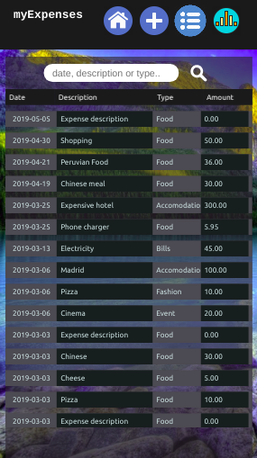 myExpenses
date, description or type..
Date Description Type Amount
2019-05-05 Expense description Food 0.00
2019-04-30 Shopping Food 50.00
2019-04-21 Peruvian Food Food 36.00
2019-04-19 Chinese meal Food 30.00
2019-03-25 Expensive hotel Accomodatio 300.00
2019-03-25 Phone charger Food 5.95
2019-03-13 Electricity Bills 45.00
2019-03-06 Madrid Accomodatio 100.00
2019-03-06 Pizza Fashion 10.00
2019-03-06 Cinema Event 20.00
2019-03-03 Expense description Food 0.00
2019-03-03 Chinese Food 30.00
2019-03-03 Cheese Food 5.00
2019-03-03 Pizza Food 10.00
2019-03-03 Expense description Food 0.00